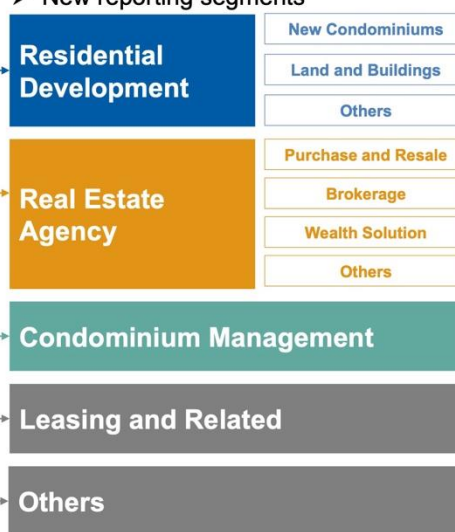 New reporting segments
Residential
Development
New Condominiums
Land and Buildings
Others
Real Estate
Agency
Purchase and Resale
Brokerage
Wealth Solution
Others
Condominium Management
Leasing and Related
Others